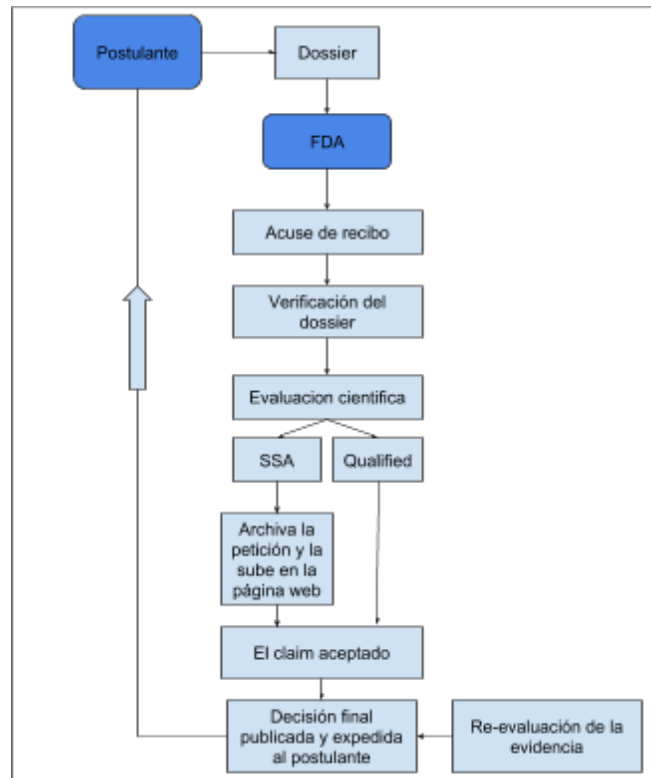 Postulante
Dossier
FDA
Acuse de recibo
Verificación del
dossier
Evaluacion cientifica
SSA
Qualified
Archiva la
petición y la
sube en la
página web
El claim aceptado
Decisión final
publicada y expedida
al postulante
Re-evaluación de la
evidencia